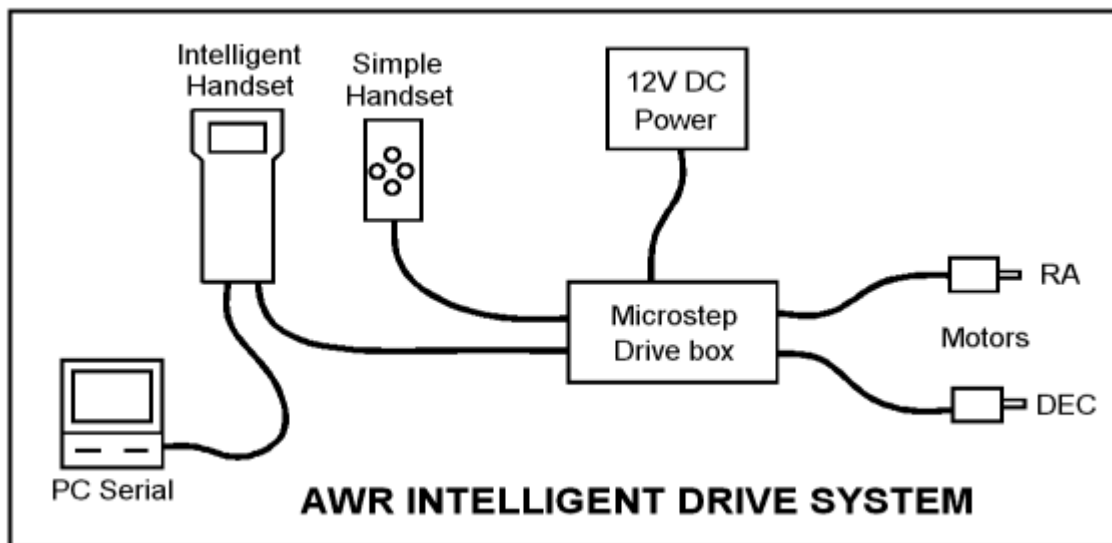 Intelligent
Handset
Simple
Handset
12V DC
Power
Microstep
Drive box
RA
Motors
DEC
PC Serial
AWR INTELLIGENT DRIVE SYSTEM